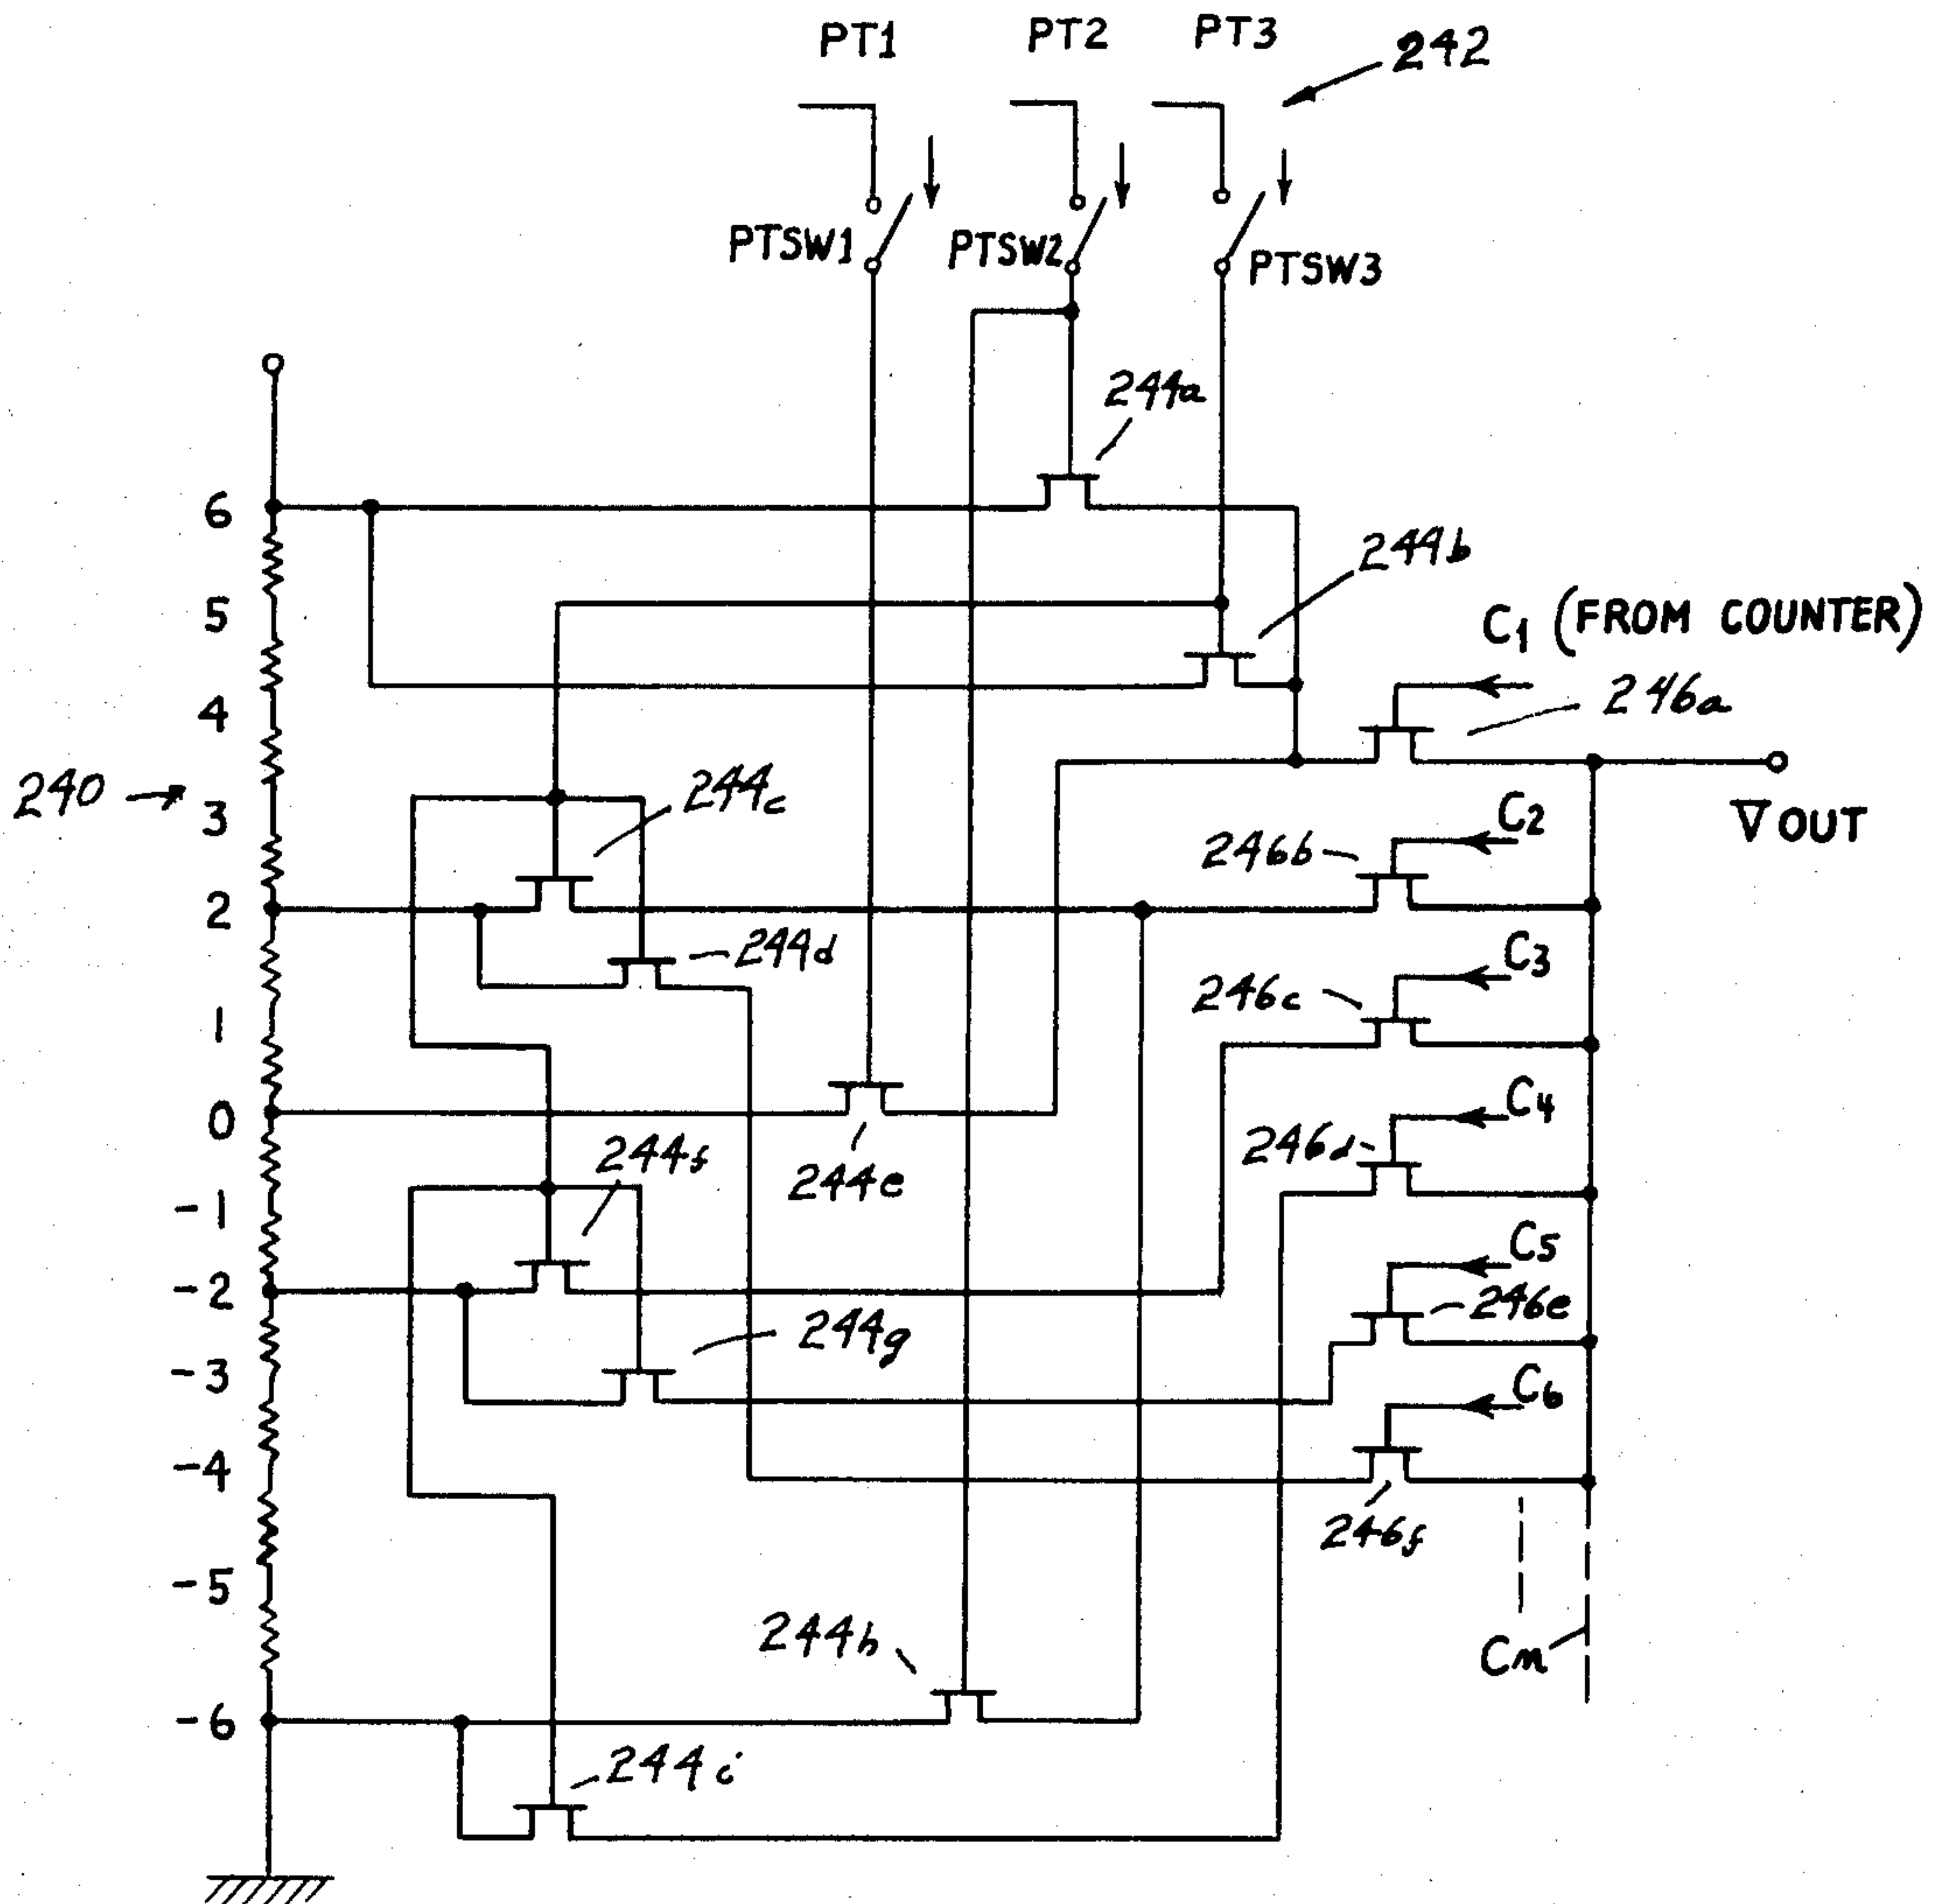 PT1 PT2 PT3 242
PTSW1 PTSW2 PTSW3
244a
6
244b
5
C1 (FROM COUNTER)
246a
4
240
3
244c
C2
V OUT
246b
2
244d
C3
246c
1
0
C4
244f
246d
244e
-1
C5
-2
246e
244g
-3
C6
-4
246f
-5
244h
Cn
-6
244i